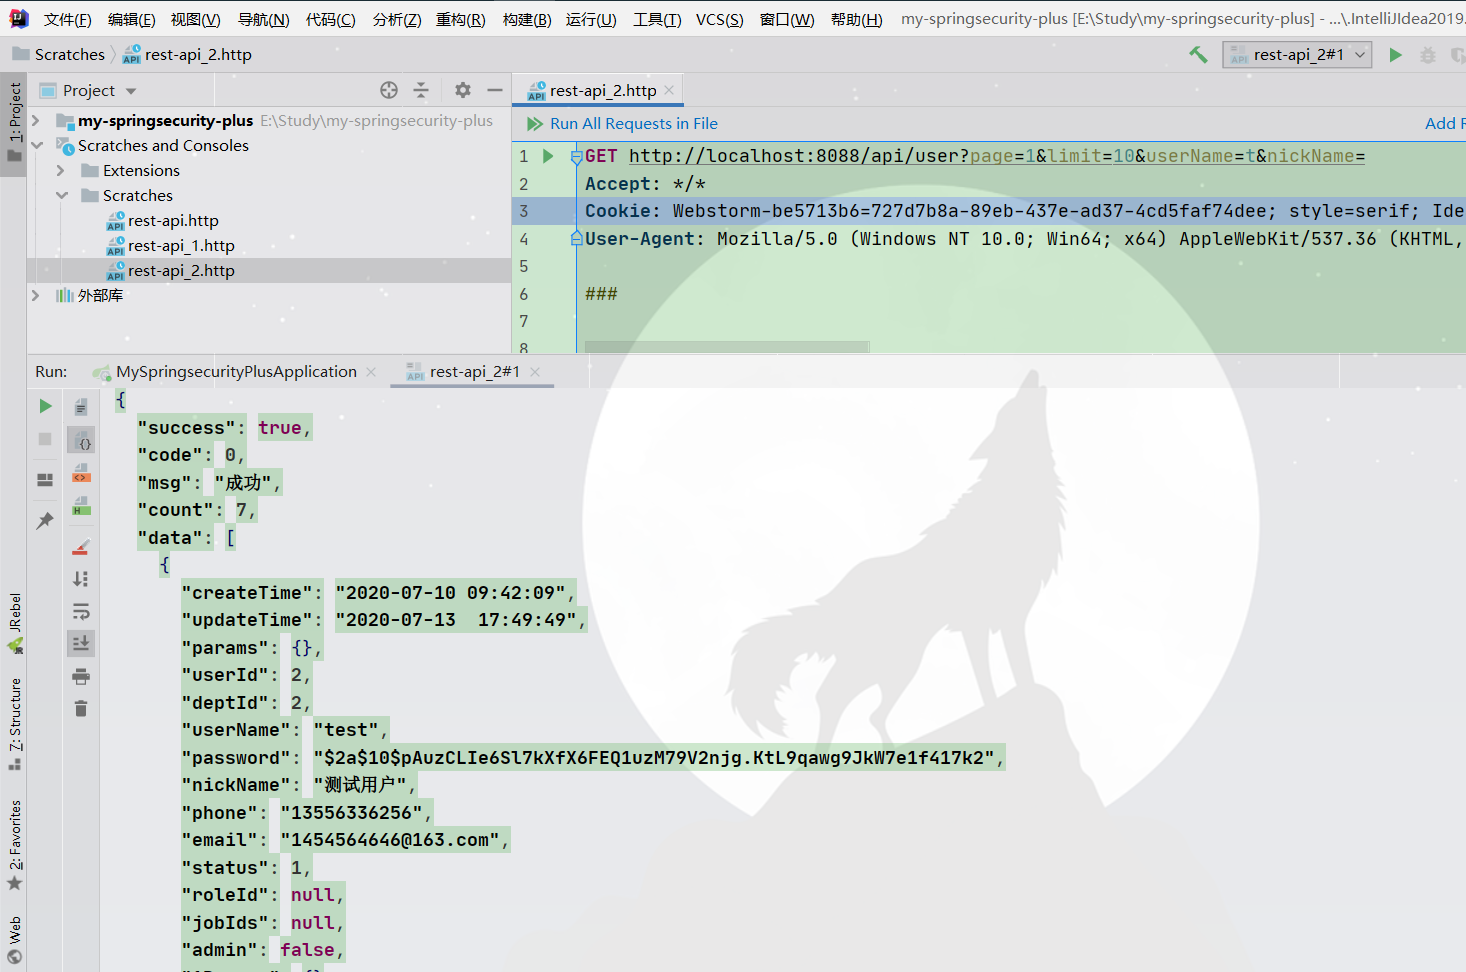 文件(F) 编辑(E) 视图(V) 导航(N) 代码(C) 分析(Z) 重构(R) 构建(B) 运行(U) 工具(T) VCS(S) 窗口(W) 帮助(H) my-springsecurity-plus [E:\Study\my-springsecurity-plus] - ...\.IntelliJIdea2019.
Scratches rest-api_2.http rest-api_2#1
1: Project
Project
my-springsecurity-plus E:\Study\my-springsecurity-plus
Scratches and Consoles
Extensions
Scratches
rest-api.http
rest-api_1.http
rest-api_2.http
外部库
rest-api_2.http
Run All Requests in File Add R
1 GET http://localhost:8088/api/user?page=1&limit=10&userName=t&nickName=
2 Accept: */*
3 Cookie: Webstorm-be5713b6=727d7b8a-89eb-437e-ad37-4cd5faf74dee; style=serif; Ide
4 User-Agent: Mozilla/5.0 (Windows NT 10.0; Win64; x64) AppleWebKit/537.36 (KHTML,
5
6 ###
7
8
Run: MySpringsecurityPlusApplication rest-api_2#1
{
"success": true,
"code": 0,
"msg": "成功",
"count": 7,
"data": [
{
"createTime": "2020-07-10 09:42:09",
"updateTime": "2020-07-13  17:49:49",
"params": {},
"userId": 2,
"deptId": 2,
"userName": "test",
"password": "$2a$10$pAuzCLIe6Sl7kXfX6FEQ1uzM79V2njg.KtL9qawg9JkW7e1f417k2",
"nickName": "测试用户",
"phone": "13556336256",
"email": "1454564646@163.com",
"status": 1,
"roleId": null,
"jobIds": null,
"admin": false,
JRebel
7: Structure
2: Favorites
Web